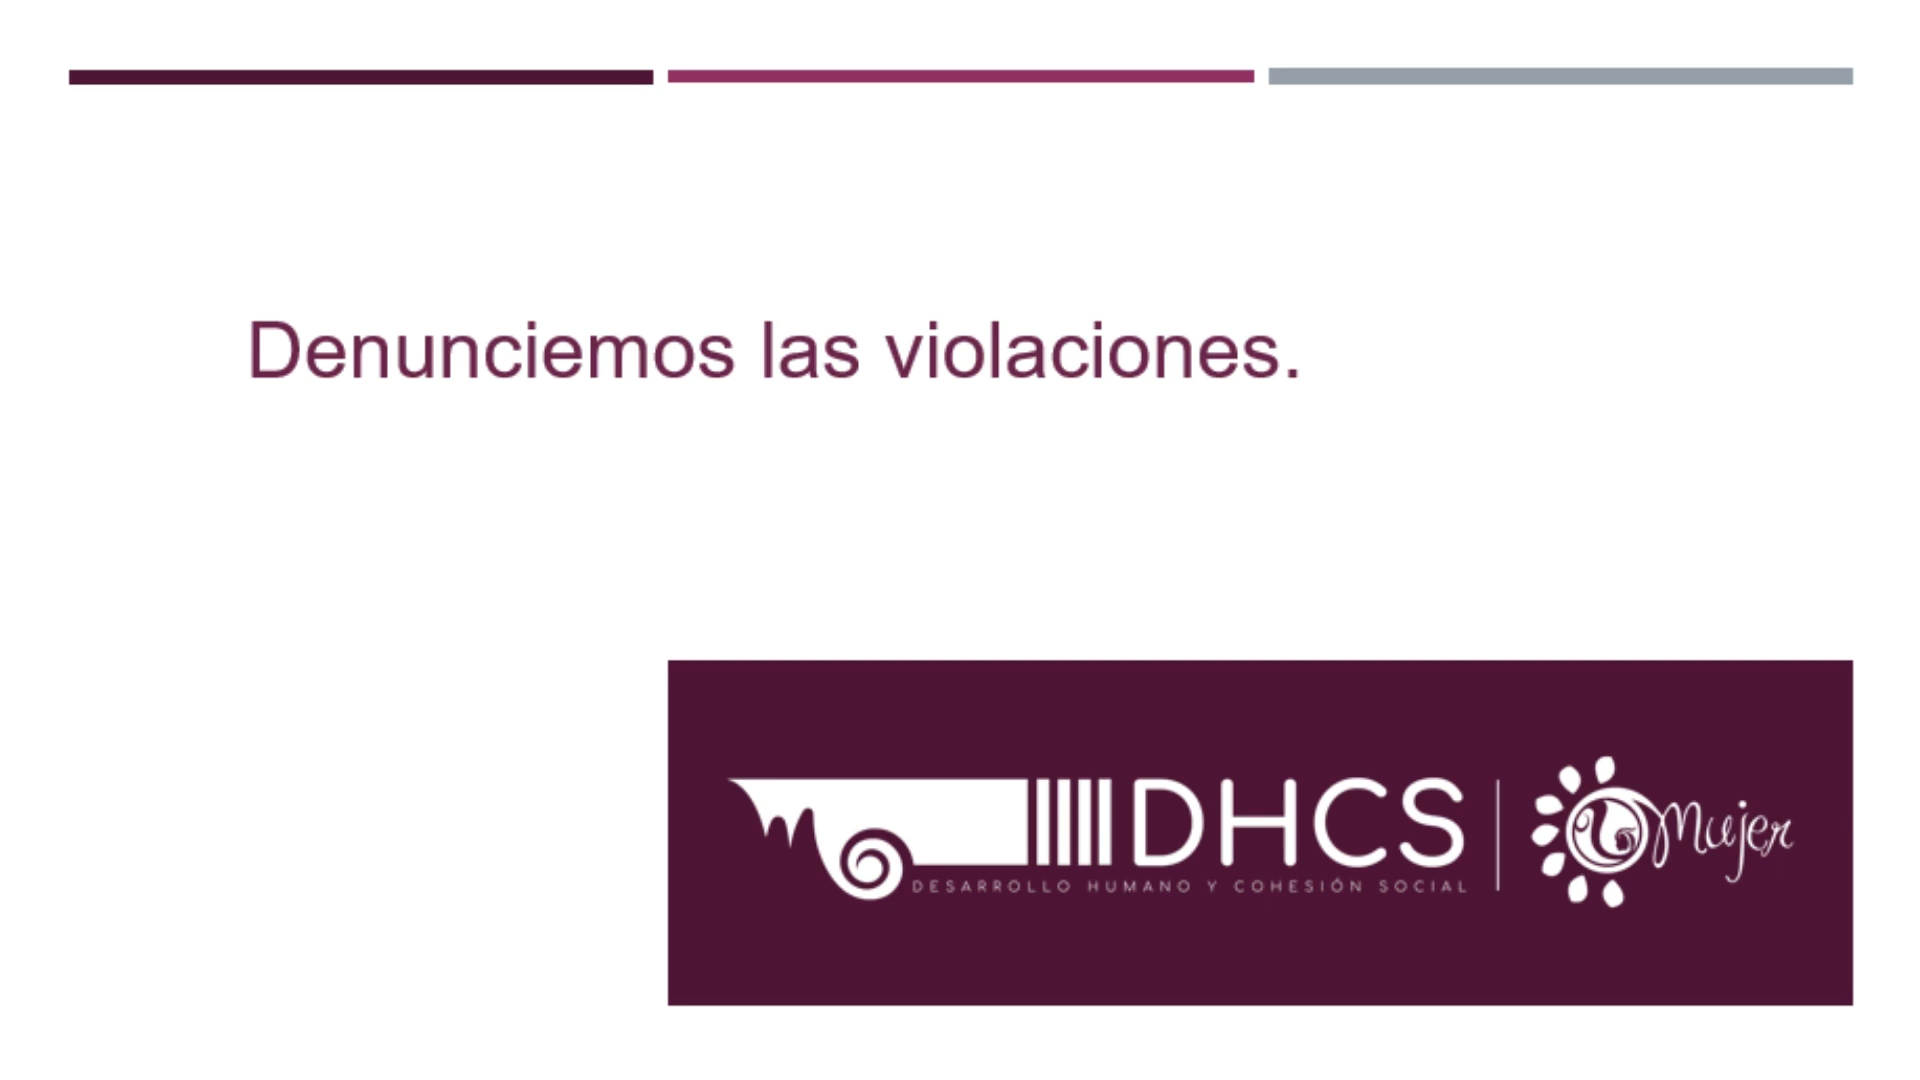 Denunciemos las violaciones.
DHCS
DESARROLLO HUMANO Y COHESIÓN SOCIAL
Mujer